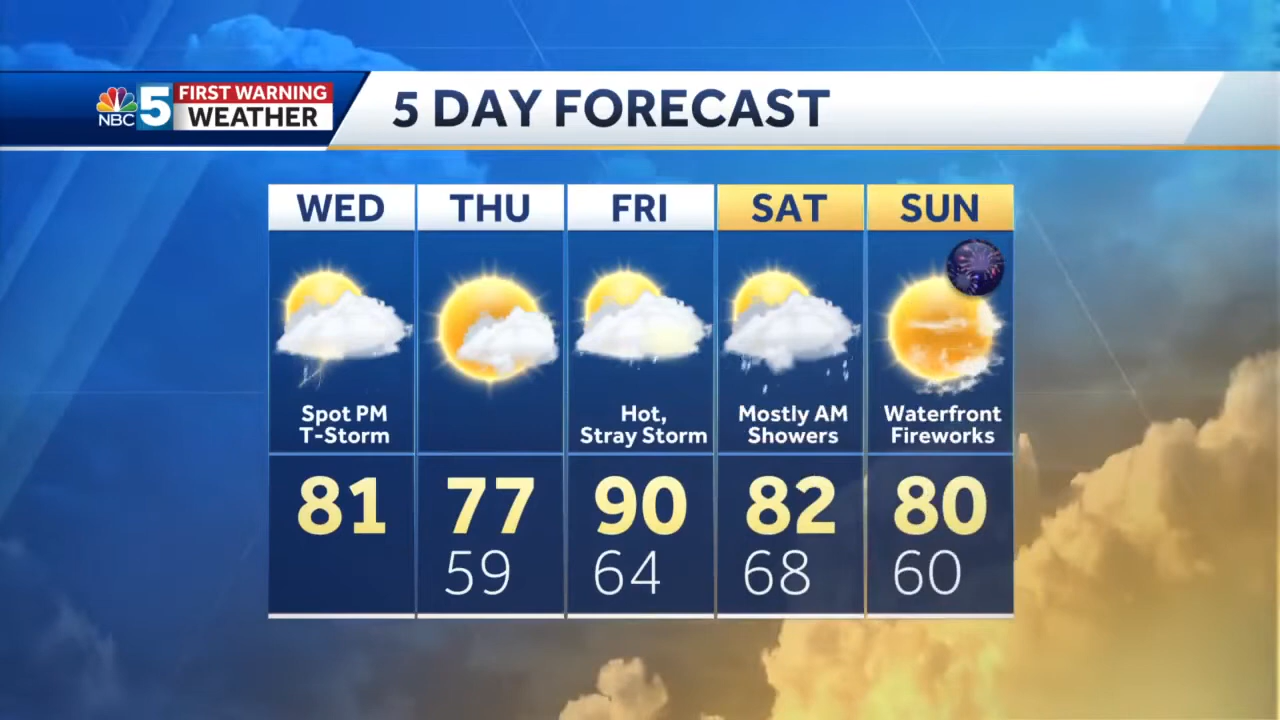 NBC 5 FIRST WARNING
WEATHER
5 DAY FORECAST
WED THU FRI SAT SUN
Spot PM
T-Storm
Hot,
Stray Storm
Mostly AM
Showers
Waterfront
Fireworks
81 77 90 82 80
59 64 68 60